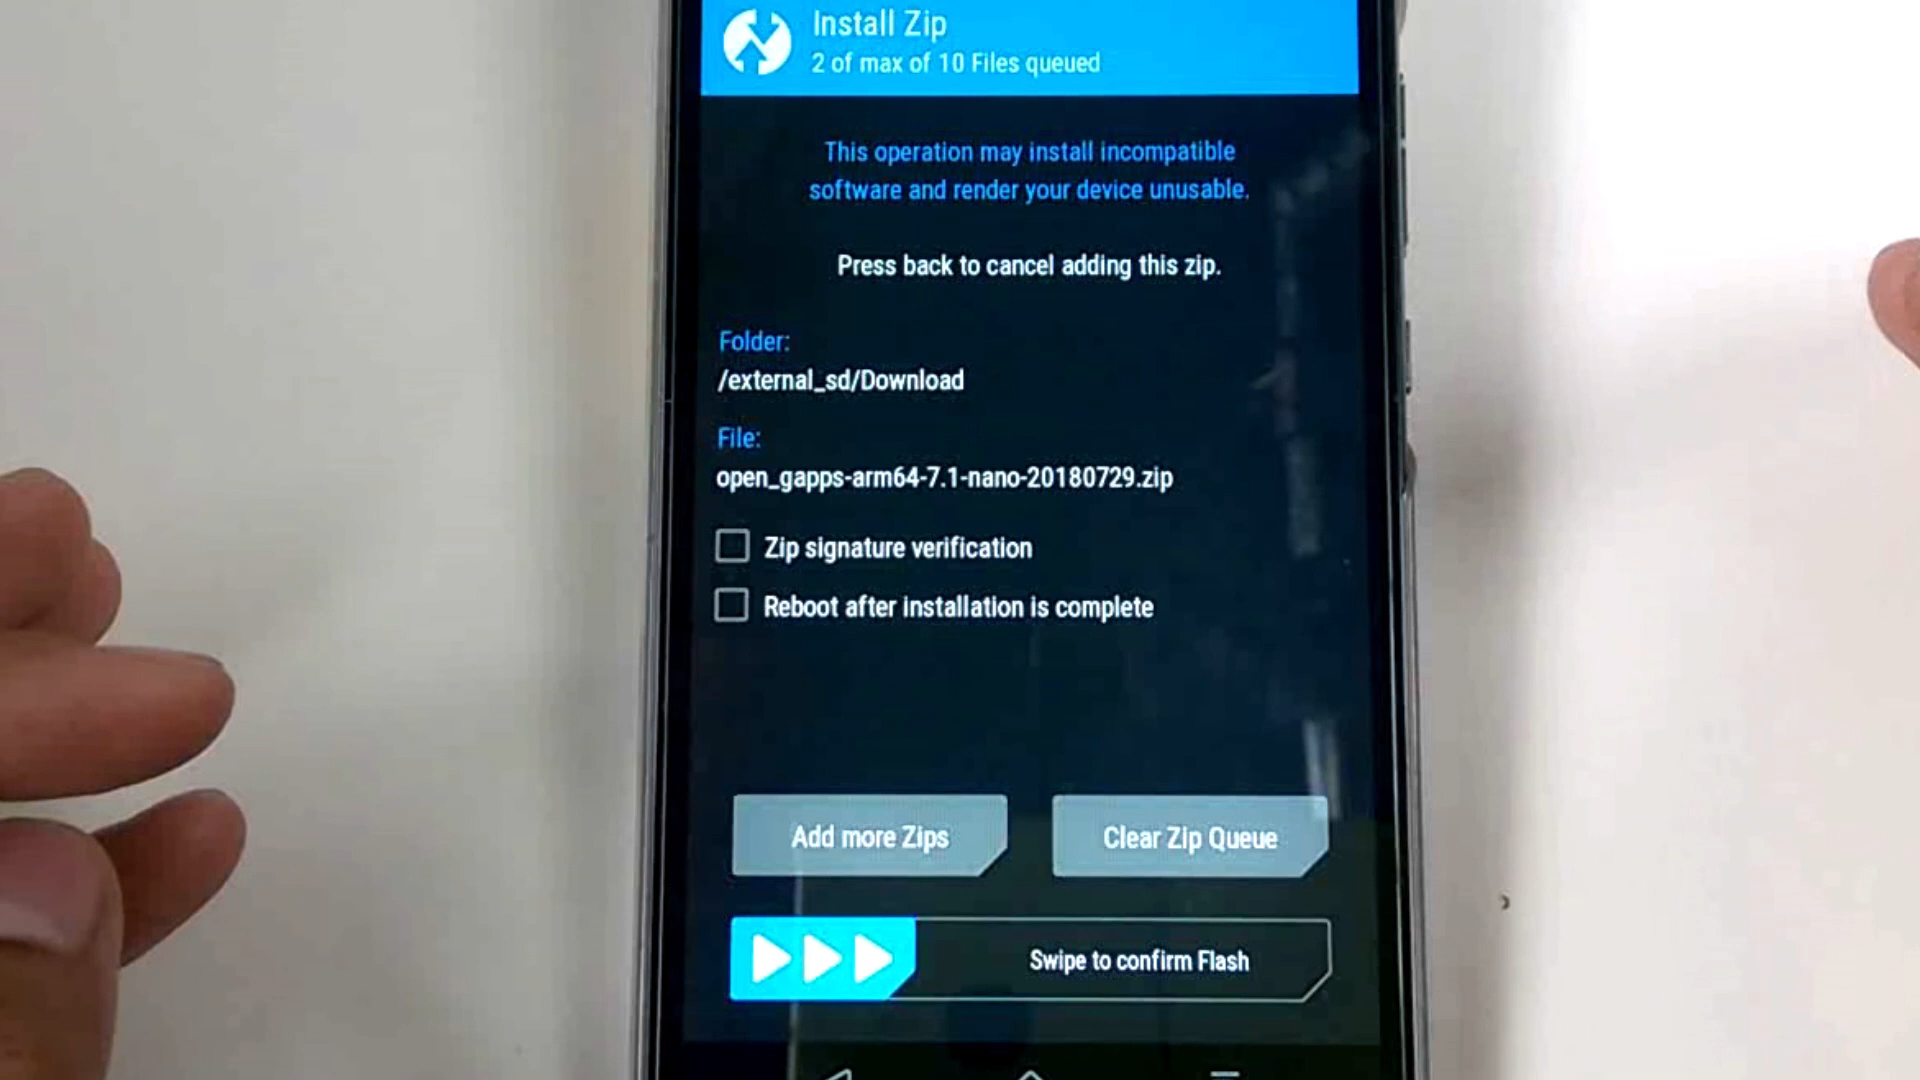 Install Zip
2 of max of 10 Files queued
This operation may install incompatible
software and render your device unusable.
Press back to cancel adding this zip.
Folder:
/external_sd/Download
File:
open_gapps-arm64-7.1-nano-20180729.zip
Zip signature verification
Reboot after installation is complete
Add more Zips
Clear Zip Queue
Swipe to confirm Flash